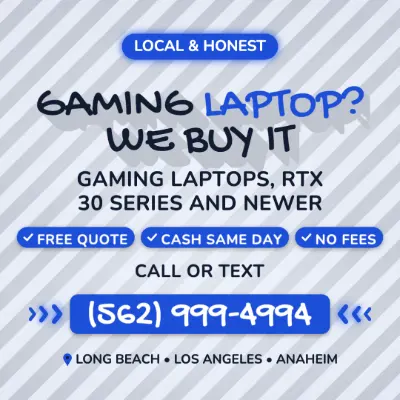 LOCAL & HONEST
GAMING LAPTOP?
WE BUY IT
GAMING LAPTOPS, RTX
30 SERIES AND NEWER
✓ FREE QUOTE ✓ CASH SAME DAY ✓ NO FEES
CALL OR TEXT
(562) 999-4994
LONG BEACH • LOS ANGELES • ANAHEIM